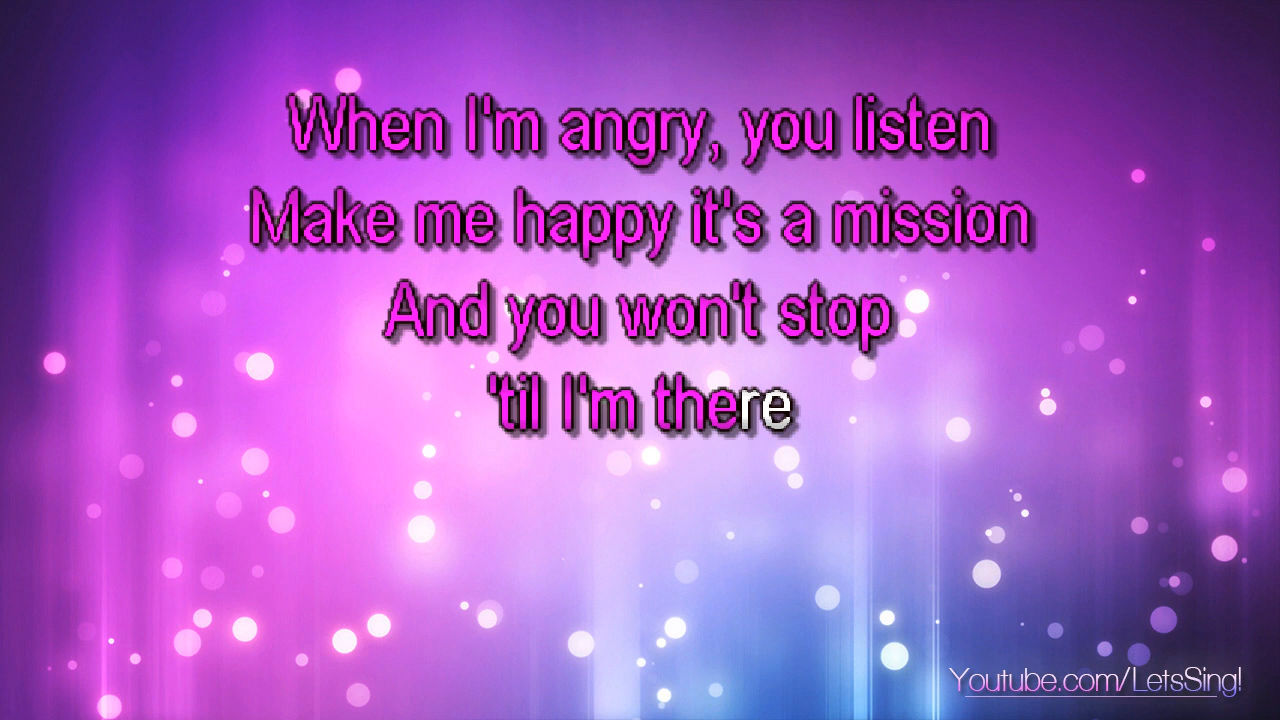 When I'm angry, you listen
Make me happy it's a mission
And you won't stop
'til I'm there
Youtube.com/LetsSing!